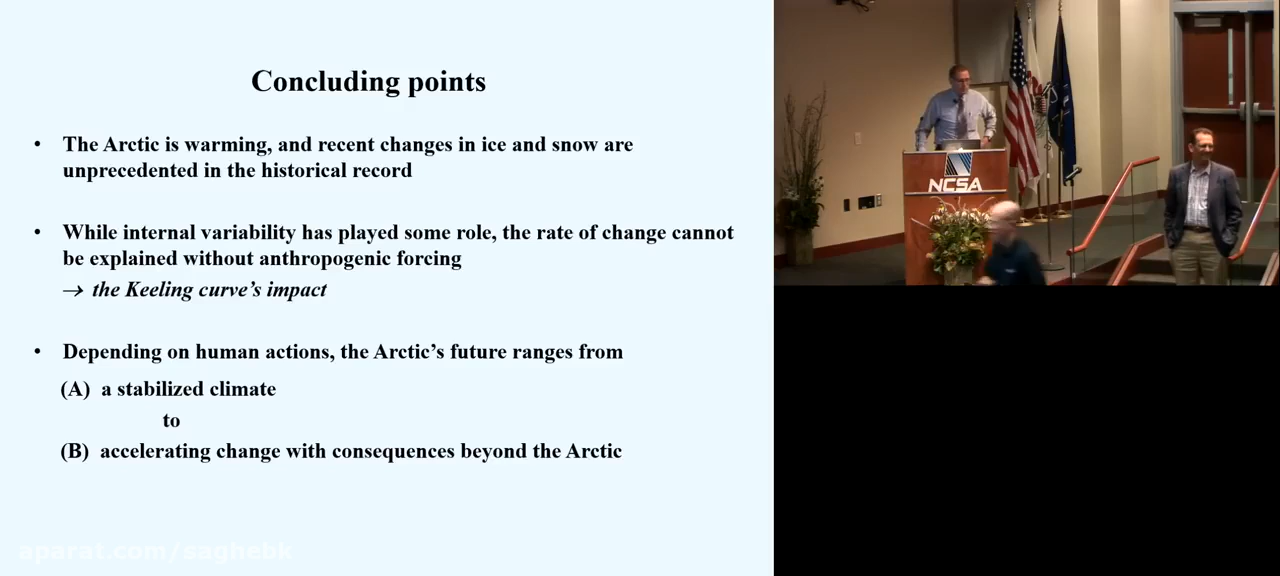 Concluding points
• The Arctic is warming, and recent changes in ice and snow are
unprecedented in the historical record
• While internal variability has played some role, the rate of change cannot
be explained without anthropogenic forcing
→ the Keeling curve's impact
• Depending on human actions, the Arctic's future ranges from
(A) a stabilized climate
to
(B) accelerating change with consequences beyond the Arctic
aparat.com/saghebk
NCSA